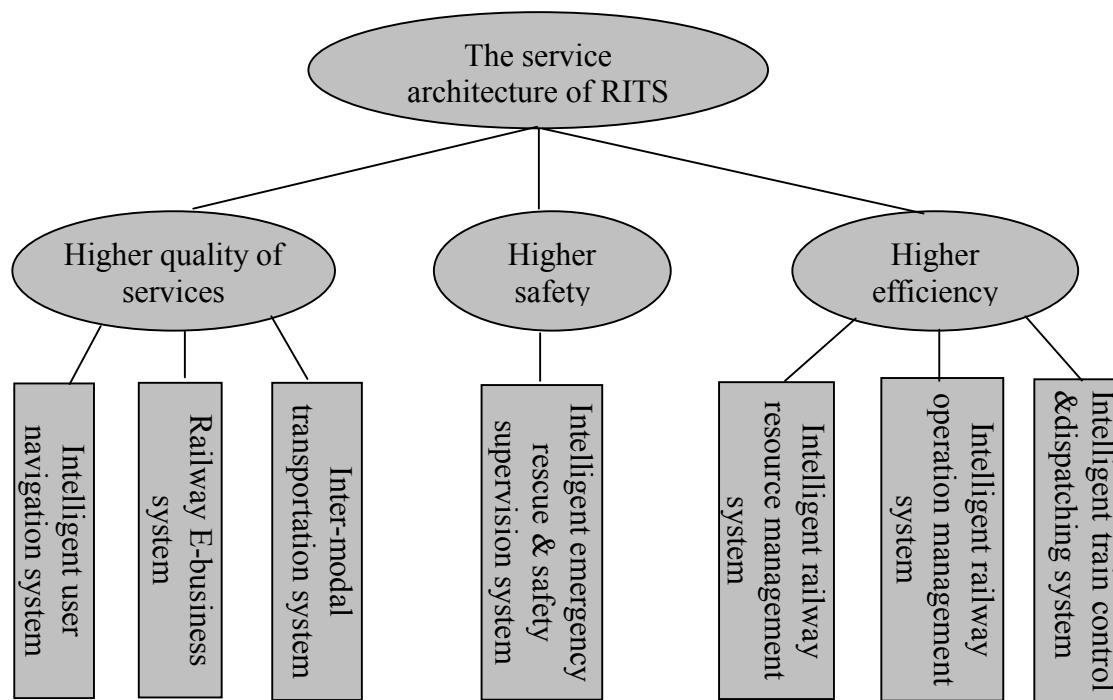 The service
architecture of RITS
Higher quality of
services
Higher
safety
Higher
efficiency
Intelligent user
navigation system
Railway E-business
system
Inter-modal
transportation system
Intelligent emergency
rescue & safety
supervision system
Intelligent railway
resource management
system
Intelligent railway
operation management
system
Intelligent train control
&dispatching system